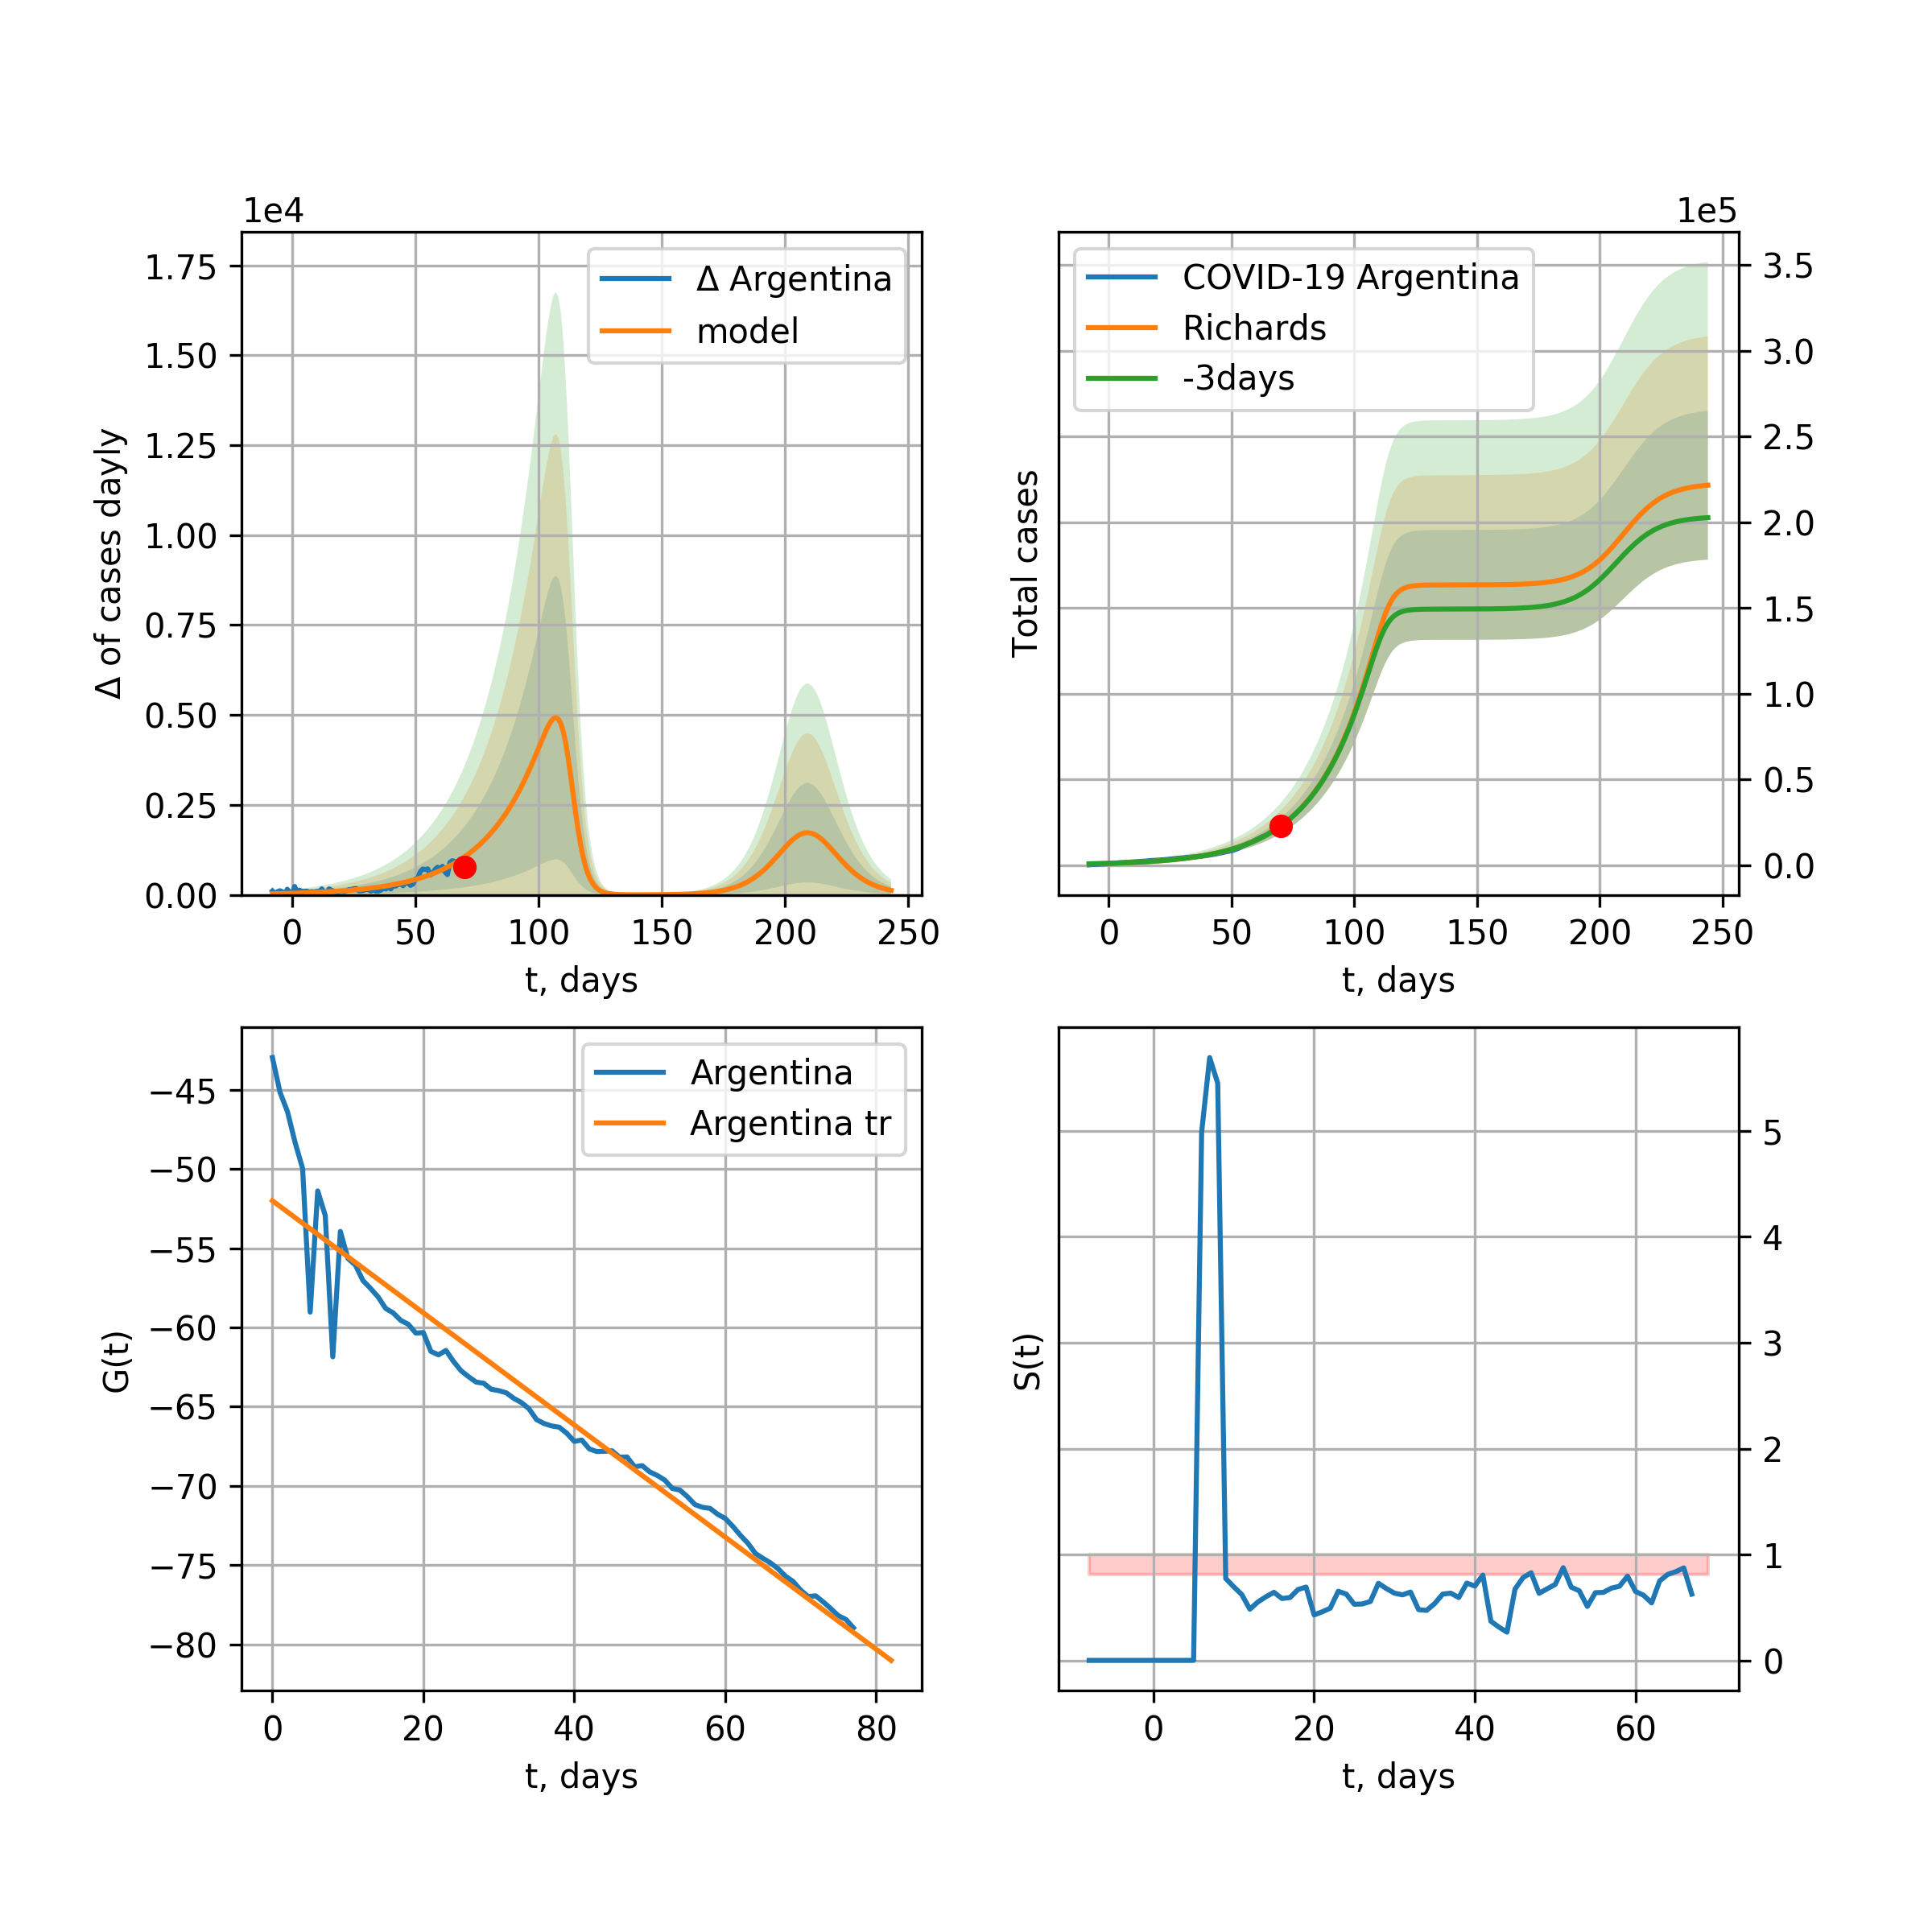 1e4
1.75
1.50
1.25
1.00
0.75
0.50
0.25
0.00
Δ of cases dayly
Δ Argentina
model
0 50 100 150 200 250
t, days
1e5
3.5
3.0
2.5
2.0
1.5
1.0
0.5
0.0
Total cases
COVID-19 Argentina
Richards
-3days
0 50 100 150 200 250
t, days
−45
−50
−55
−60
−65
−70
−75
−80
G(t)
Argentina
Argentina tr
0 20 40 60 80
t, days
5
4
3
2
1
0
S(t)
0 20 40 60
t, days